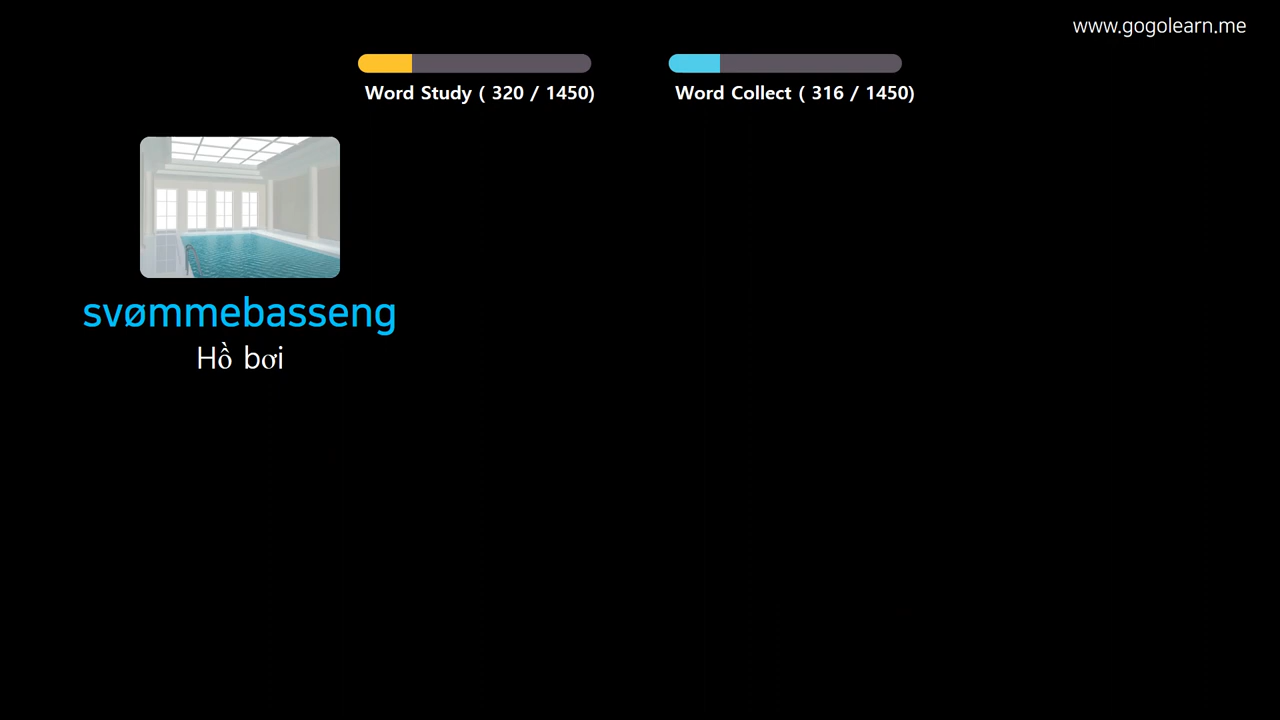 www.gogolearn.me
Word Study ( 320 / 1450)
Word Collect ( 316 / 1450)
svømmebasseng
Hồ bơi